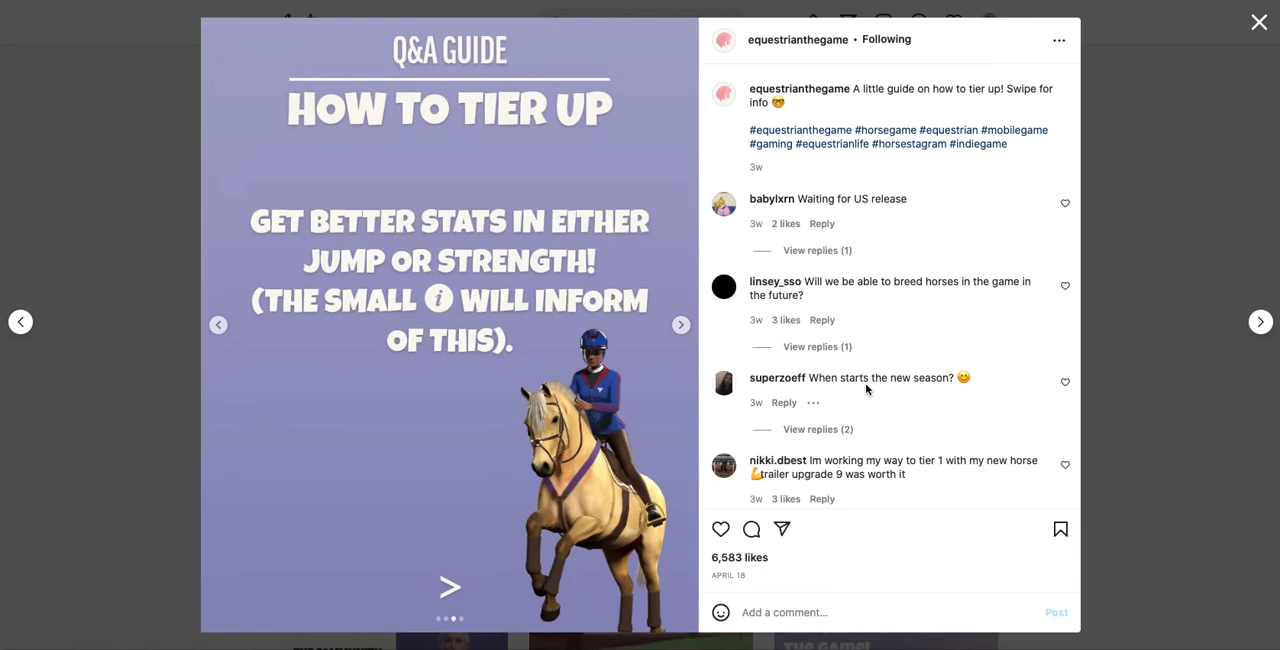 Q&A GUIDE
HOW TO TIER UP
GET BETTER STATS IN EITHER
JUMP OR STRENGTH!
(THE SMALL i WILL INFORM
OF THIS).
>
equestrianthegame • Following
equestrianthegame A little guide on how to tier up! Swipe for
info 🤓
#equestrianthegame #horsegame #equestrian #mobilegame
#gaming #equestrianlife #horsestagram #indiegame
3w
babylxrn Waiting for US release
3w 2 likes Reply
View replies (1)
linsey_sso Will we be able to breed horses in the game in
the future?
3w 3 likes Reply
View replies (1)
superzoeff When starts the new season? 😊
3w Reply •••
View replies (2)
nikki.dbest Im working my way to tier 1 with my new horse
💪trailer upgrade 9 was worth it
3w 3 likes Reply
6,583 likes
APRIL 18
Add a comment...
Post